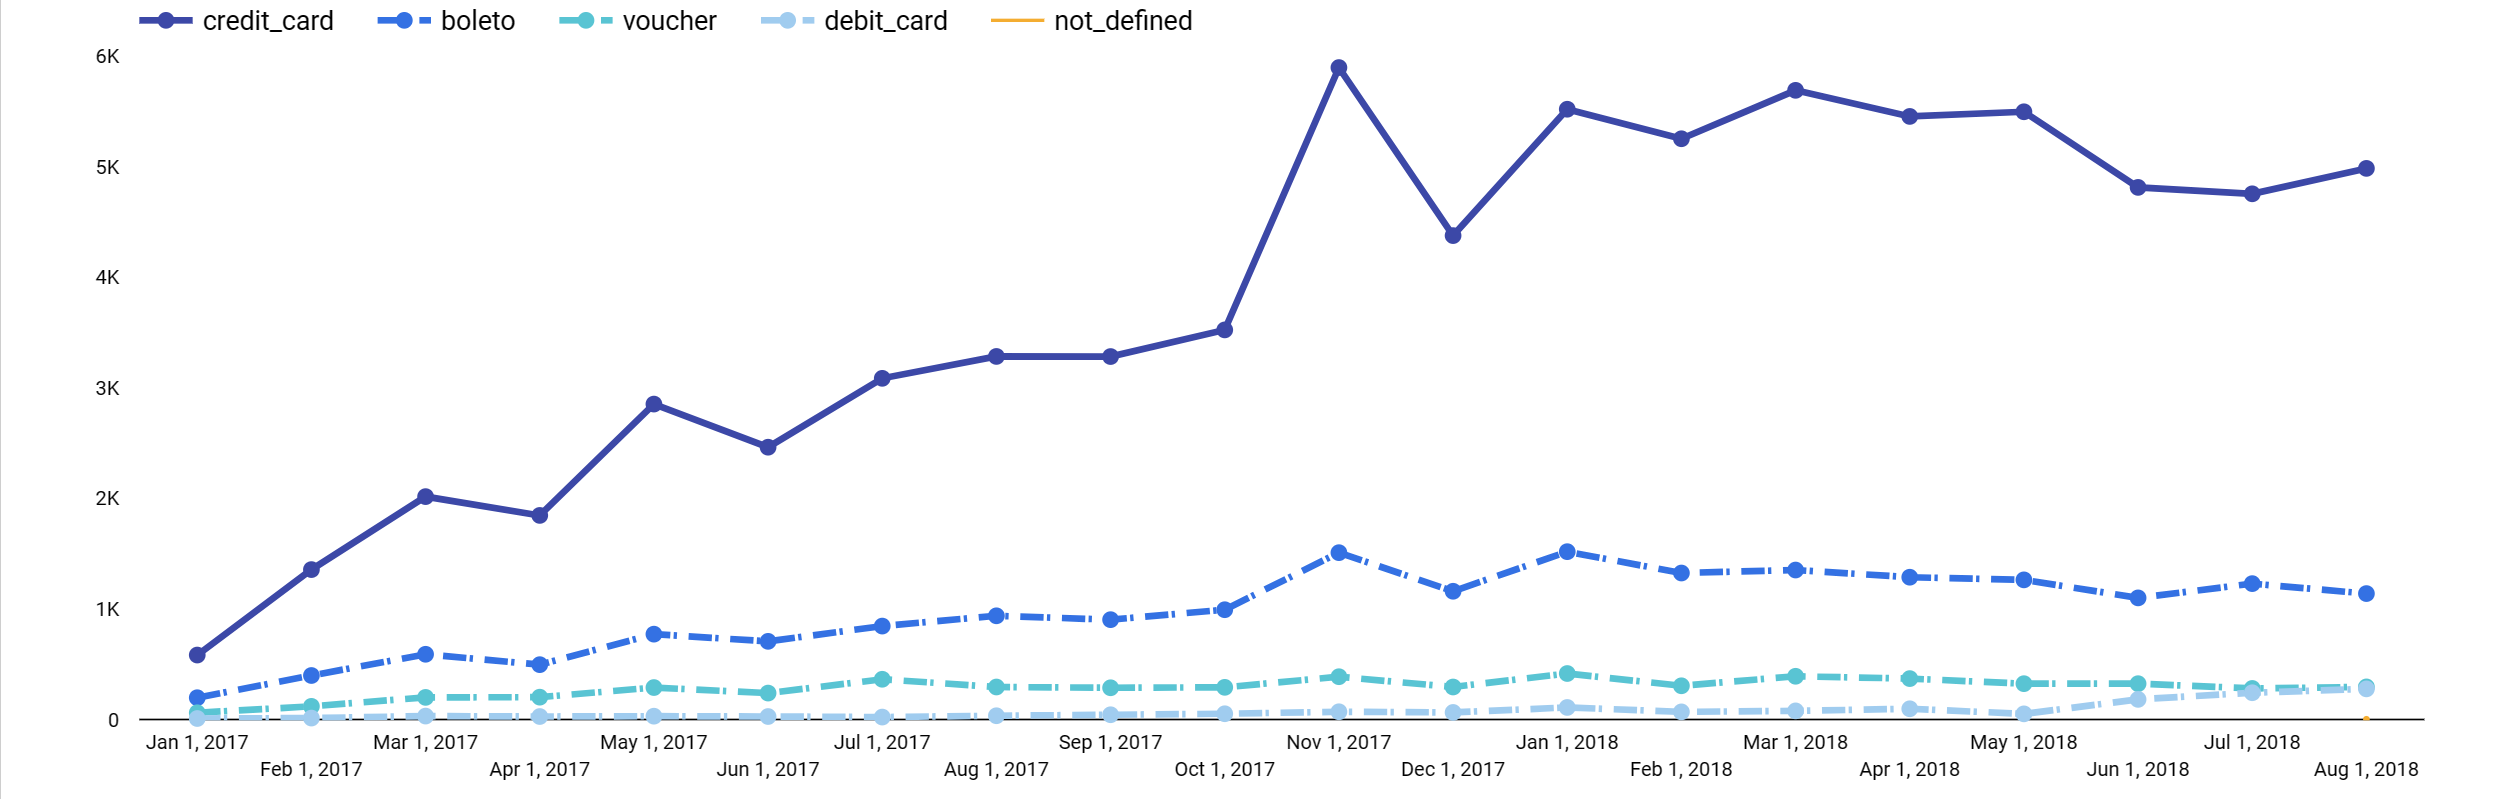 credit_card boleto voucher debit_card not_defined
6K
5K
4K
3K
2K
1K
0
Jan 1, 2017 Mar 1, 2017 May 1, 2017 Jul 1, 2017 Sep 1, 2017 Nov 1, 2017 Jan 1, 2018 Mar 1, 2018 May 1, 2018 Jul 1, 2018
Feb 1, 2017 Apr 1, 2017 Jun 1, 2017 Aug 1, 2017 Oct 1, 2017 Dec 1, 2017 Feb 1, 2018 Apr 1, 2018 Jun 1, 2018 Aug 1, 2018